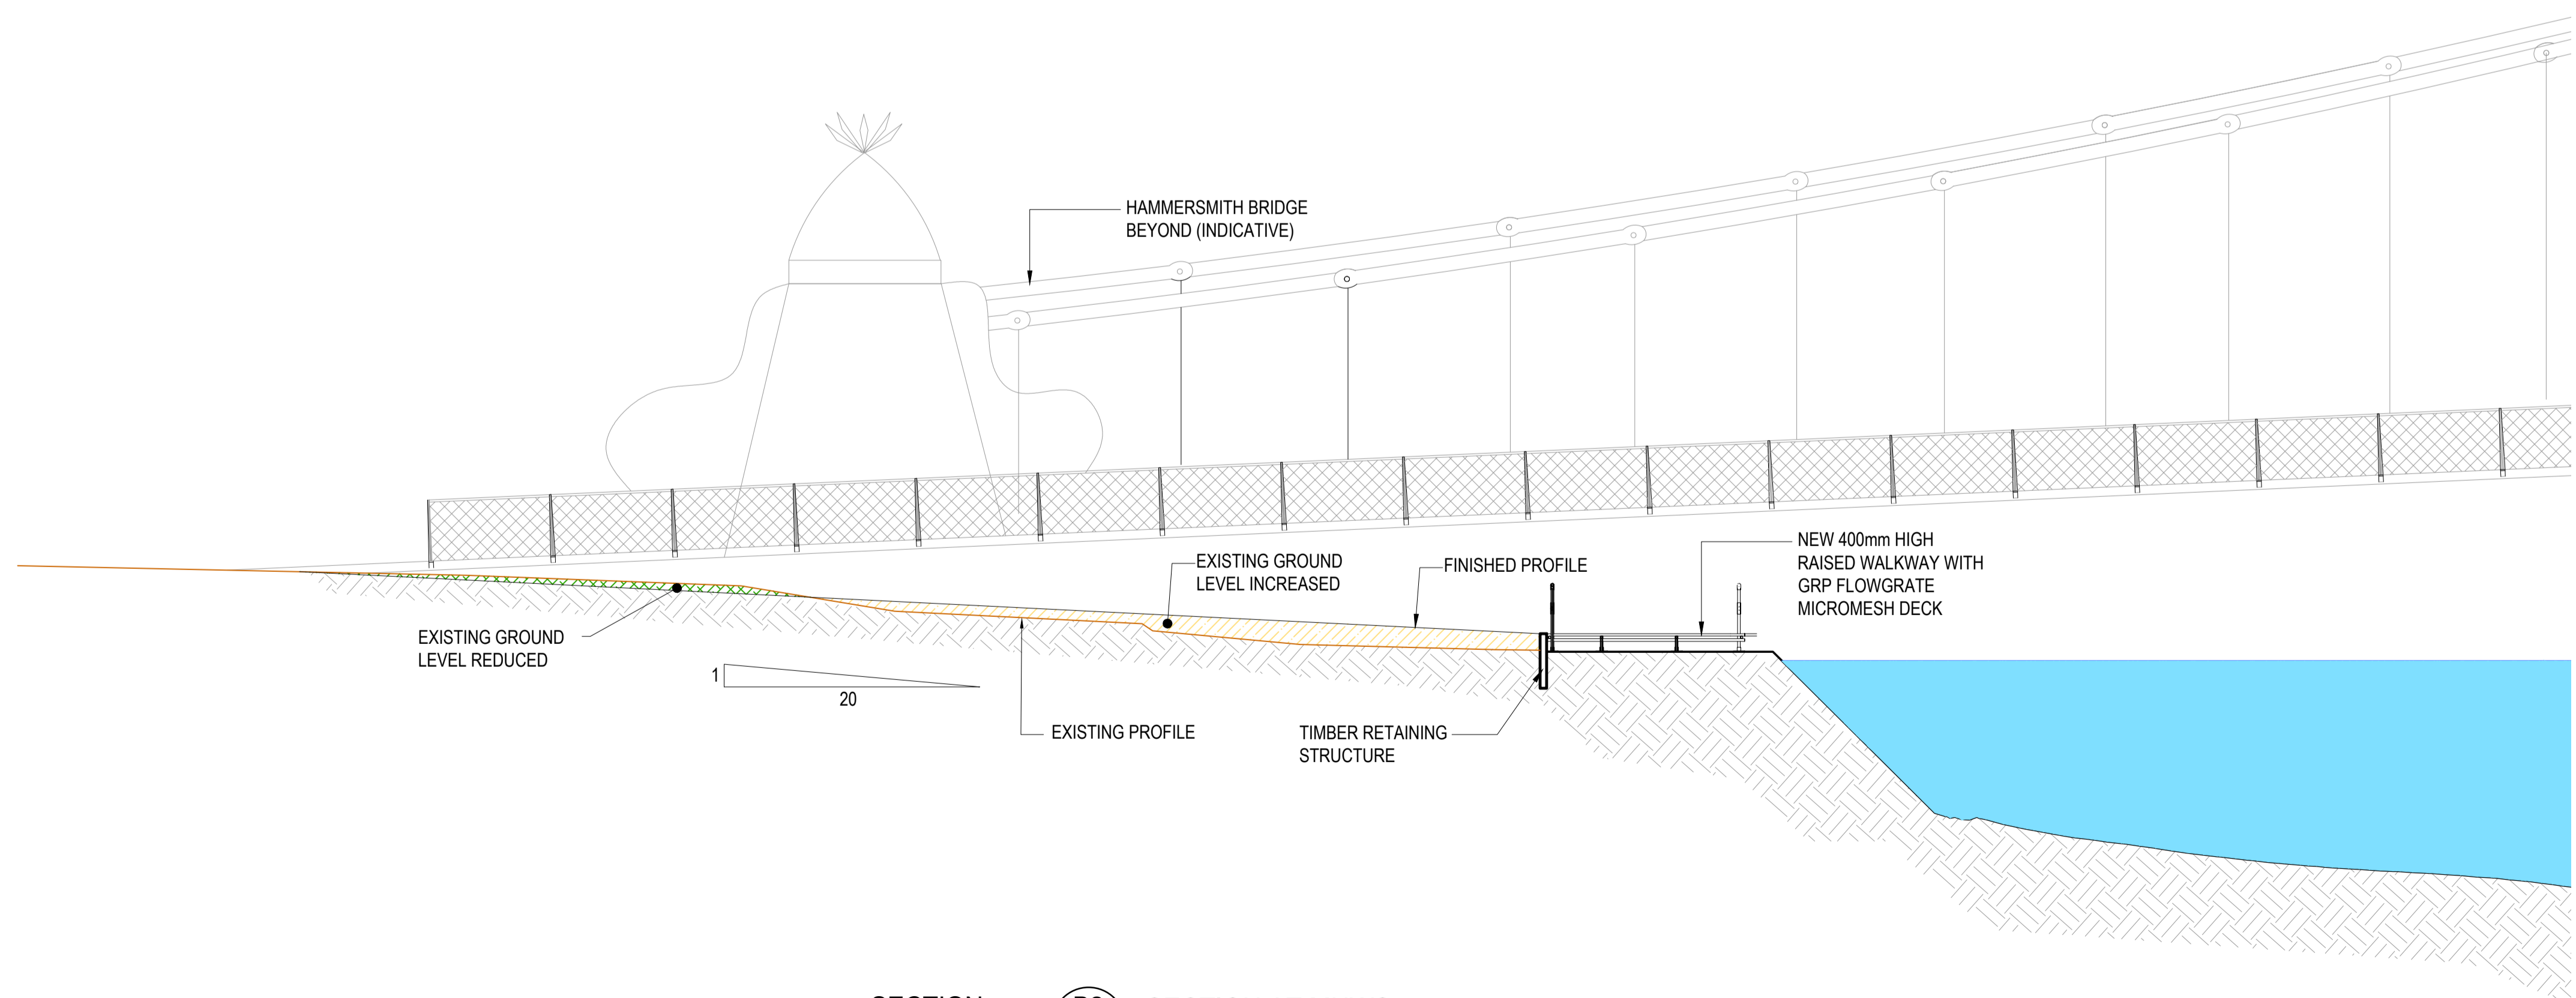 HAMMERSMITH BRIDGE
BEYOND (INDICATIVE)
NEW 400mm HIGH
RAISED WALKWAY WITH
GRP FLOWGRATE
MICROMESH DECK
EXISTING GROUND
LEVEL INCREASED
FINISHED PROFILE
EXISTING GROUND
LEVEL REDUCED
1
20
EXISTING PROFILE
TIMBER RETAINING
STRUCTURE
SECTION